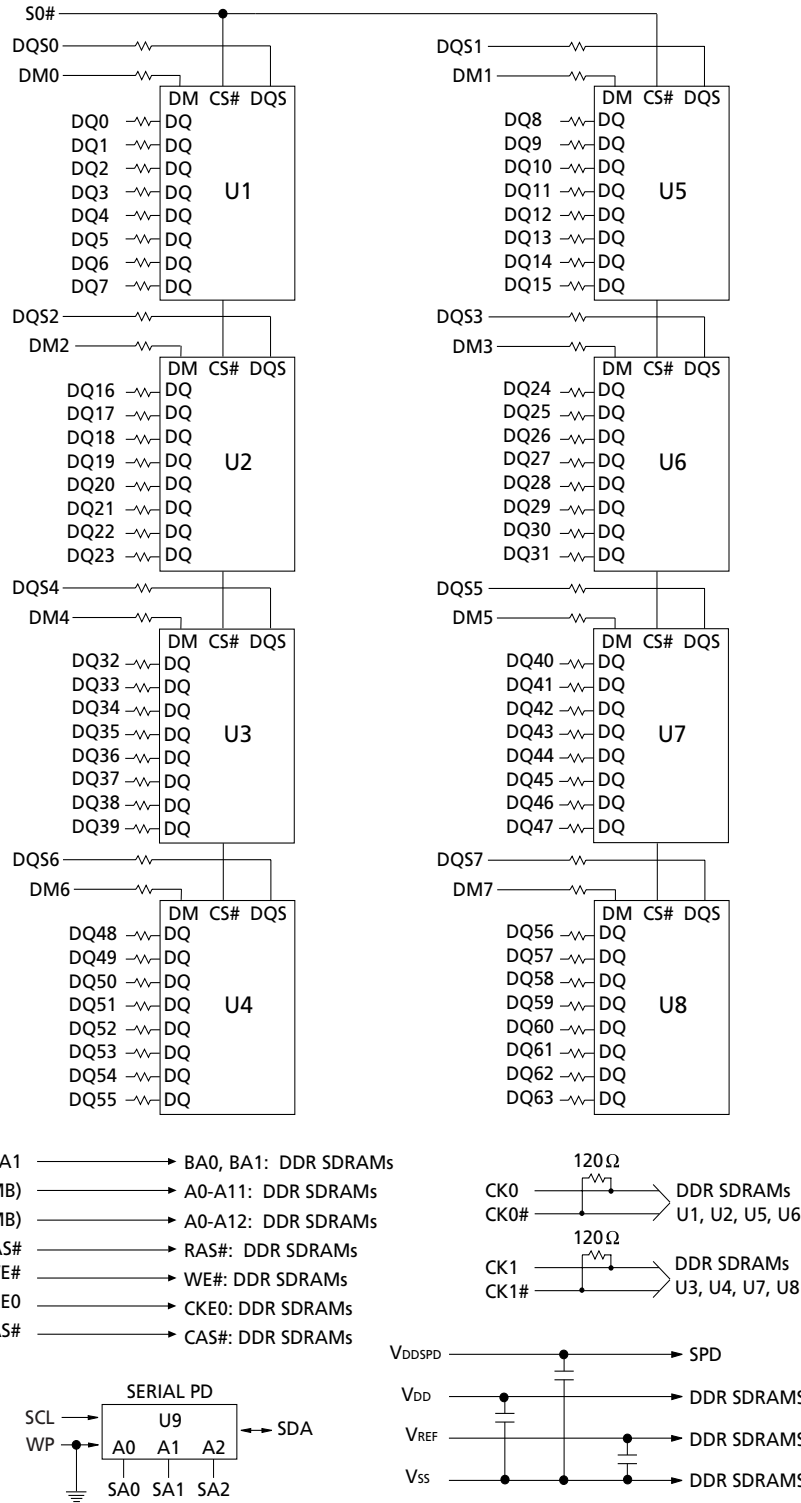 S0#
DQS0
DM0
DM CS# DQS
DQ0 DQ
DQ1 DQ
DQ2 DQ
DQ3 DQ
DQ4 DQ
DQ5 DQ
DQ6 DQ
DQ7 DQ
U1
DQS1
DM1
DM CS# DQS
DQ8 DQ
DQ9 DQ
DQ10 DQ
DQ11 DQ
DQ12 DQ
DQ13 DQ
DQ14 DQ
DQ15 DQ
U5
DQS2
DM2
DM CS# DQS
DQ16 DQ
DQ17 DQ
DQ18 DQ
DQ19 DQ
DQ20 DQ
DQ21 DQ
DQ22 DQ
DQ23 DQ
U2
DQS3
DM3
DM CS# DQS
DQ24 DQ
DQ25 DQ
DQ26 DQ
DQ27 DQ
DQ28 DQ
DQ29 DQ
DQ30 DQ
DQ31 DQ
U6
DQS4
DM4
DM CS# DQS
DQ32 DQ
DQ33 DQ
DQ34 DQ
DQ35 DQ
DQ36 DQ
DQ37 DQ
DQ38 DQ
DQ39 DQ
U3
DQS5
DM5
DM CS# DQS
DQ40 DQ
DQ41 DQ
DQ42 DQ
DQ43 DQ
DQ44 DQ
DQ45 DQ
DQ46 DQ
DQ47 DQ
U7
DQS6
DM6
DM CS# DQS
DQ48 DQ
DQ49 DQ
DQ50 DQ
DQ51 DQ
DQ52 DQ
DQ53 DQ
DQ54 DQ
DQ55 DQ
U4
DQS7
DM7
DM CS# DQS
DQ56 DQ
DQ57 DQ
DQ58 DQ
DQ59 DQ
DQ60 DQ
DQ61 DQ
DQ62 DQ
DQ63 DQ
U8
A1 BA0, BA1: DDR SDRAMs
MB) A0-A11: DDR SDRAMs
MB) A0-A12: DDR SDRAMs
AS# RAS#: DDR SDRAMs
E# WE#: DDR SDRAMs
E0 CKE0: DDR SDRAMs
AS# CAS#: DDR SDRAMs
120Ω
CK0
CK0#
DDR SDRAMs
U1, U2, U5, U6
120Ω
CK1
CK1#
DDR SDRAMs
U3, U4, U7, U8
SERIAL PD
SCL
WP
U9
A0 A1 A2
SDA
SA0 SA1 SA2
VDDSPD SPD
VDD DDR SDRAMS
VREF DDR SDRAMS
VSS DDR SDRAMS